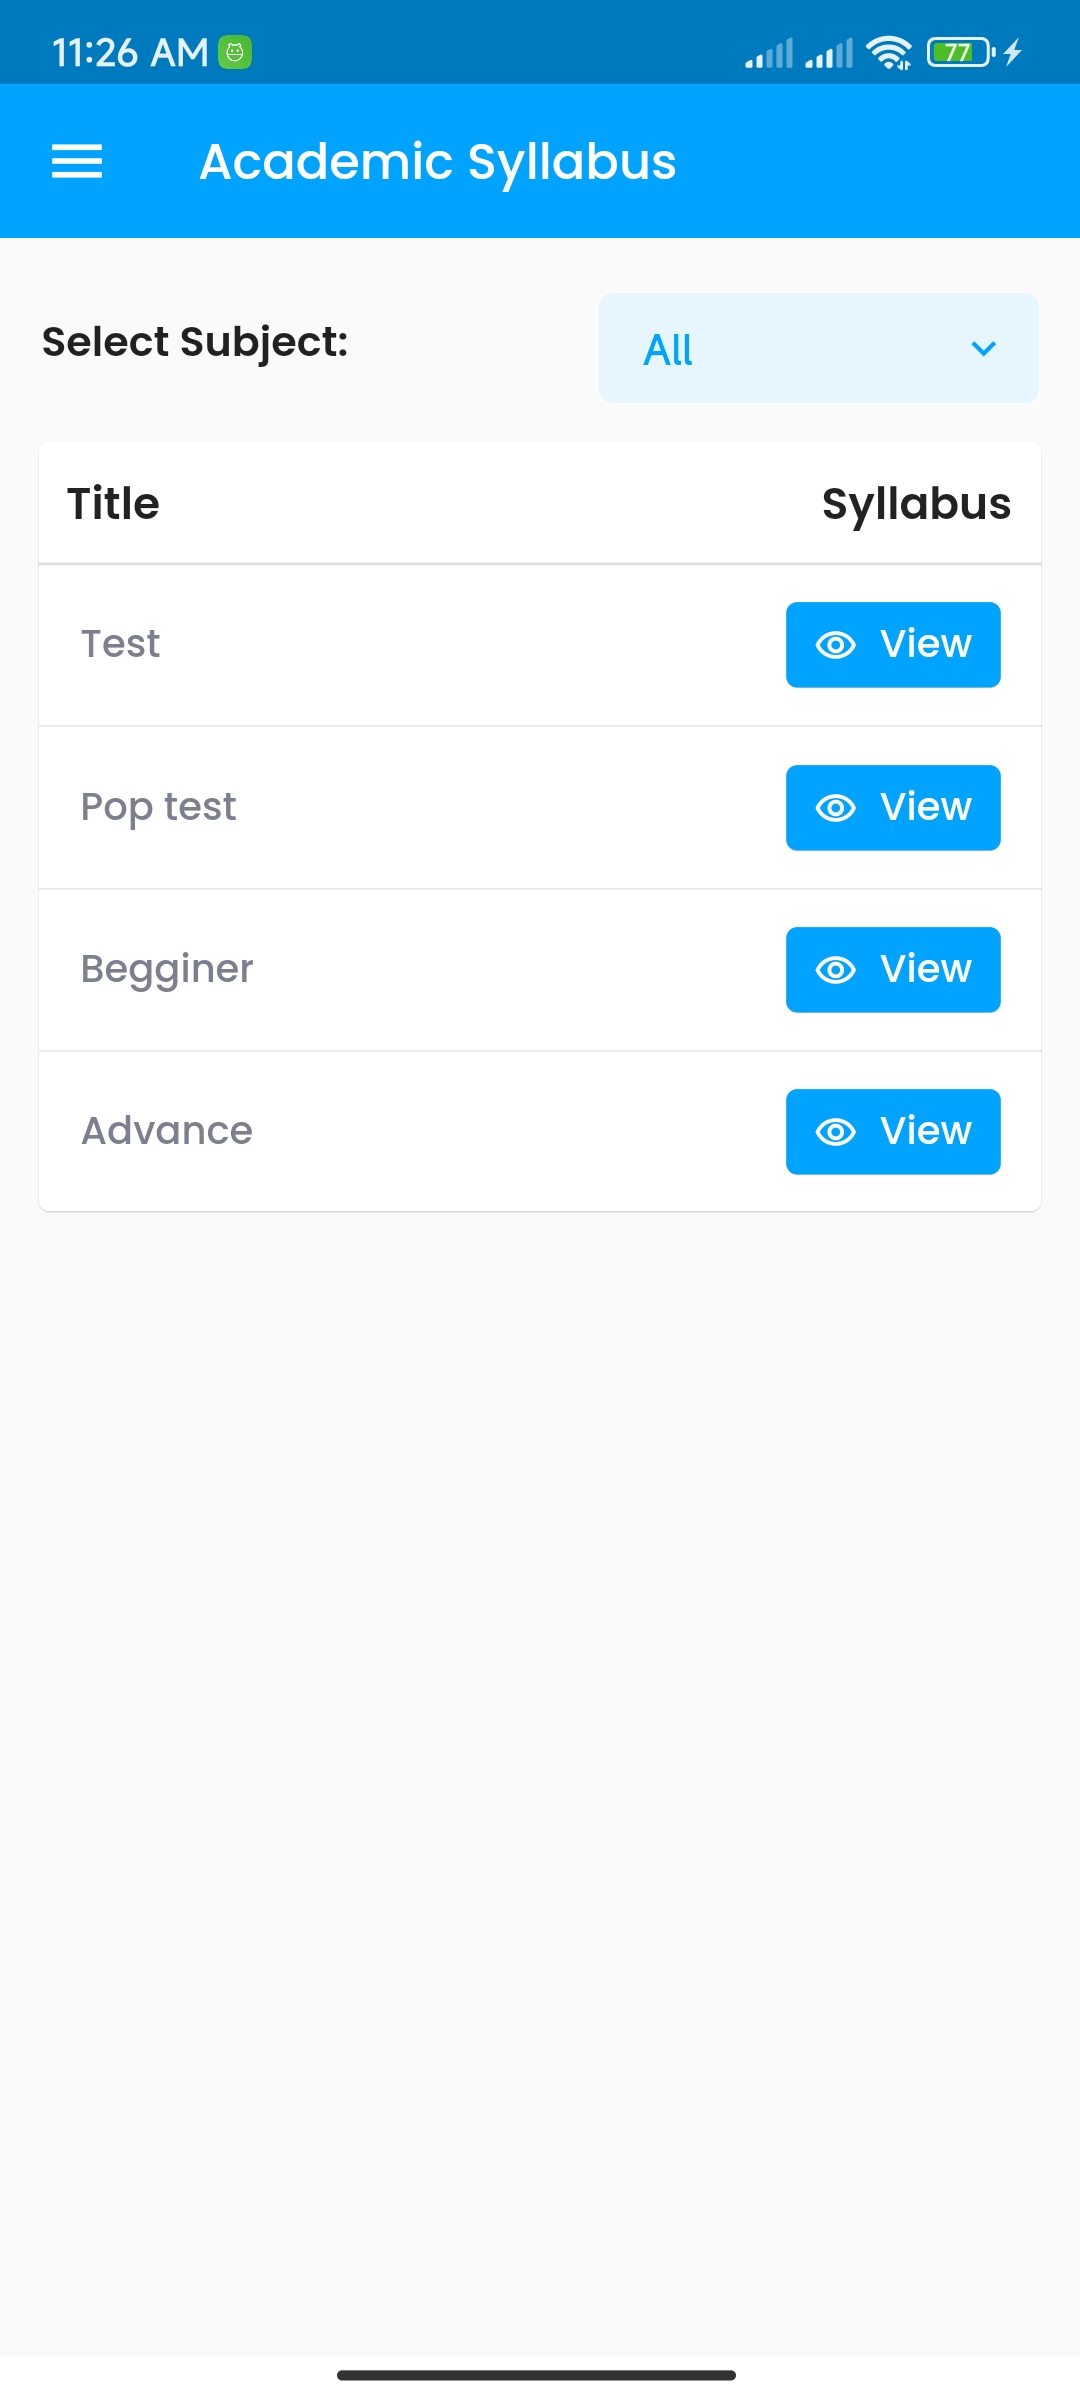 11:26 AM 77
Academic Syllabus
Select Subject: All
Title Syllabus
Test View
Pop test View
Begginer View
Advance View